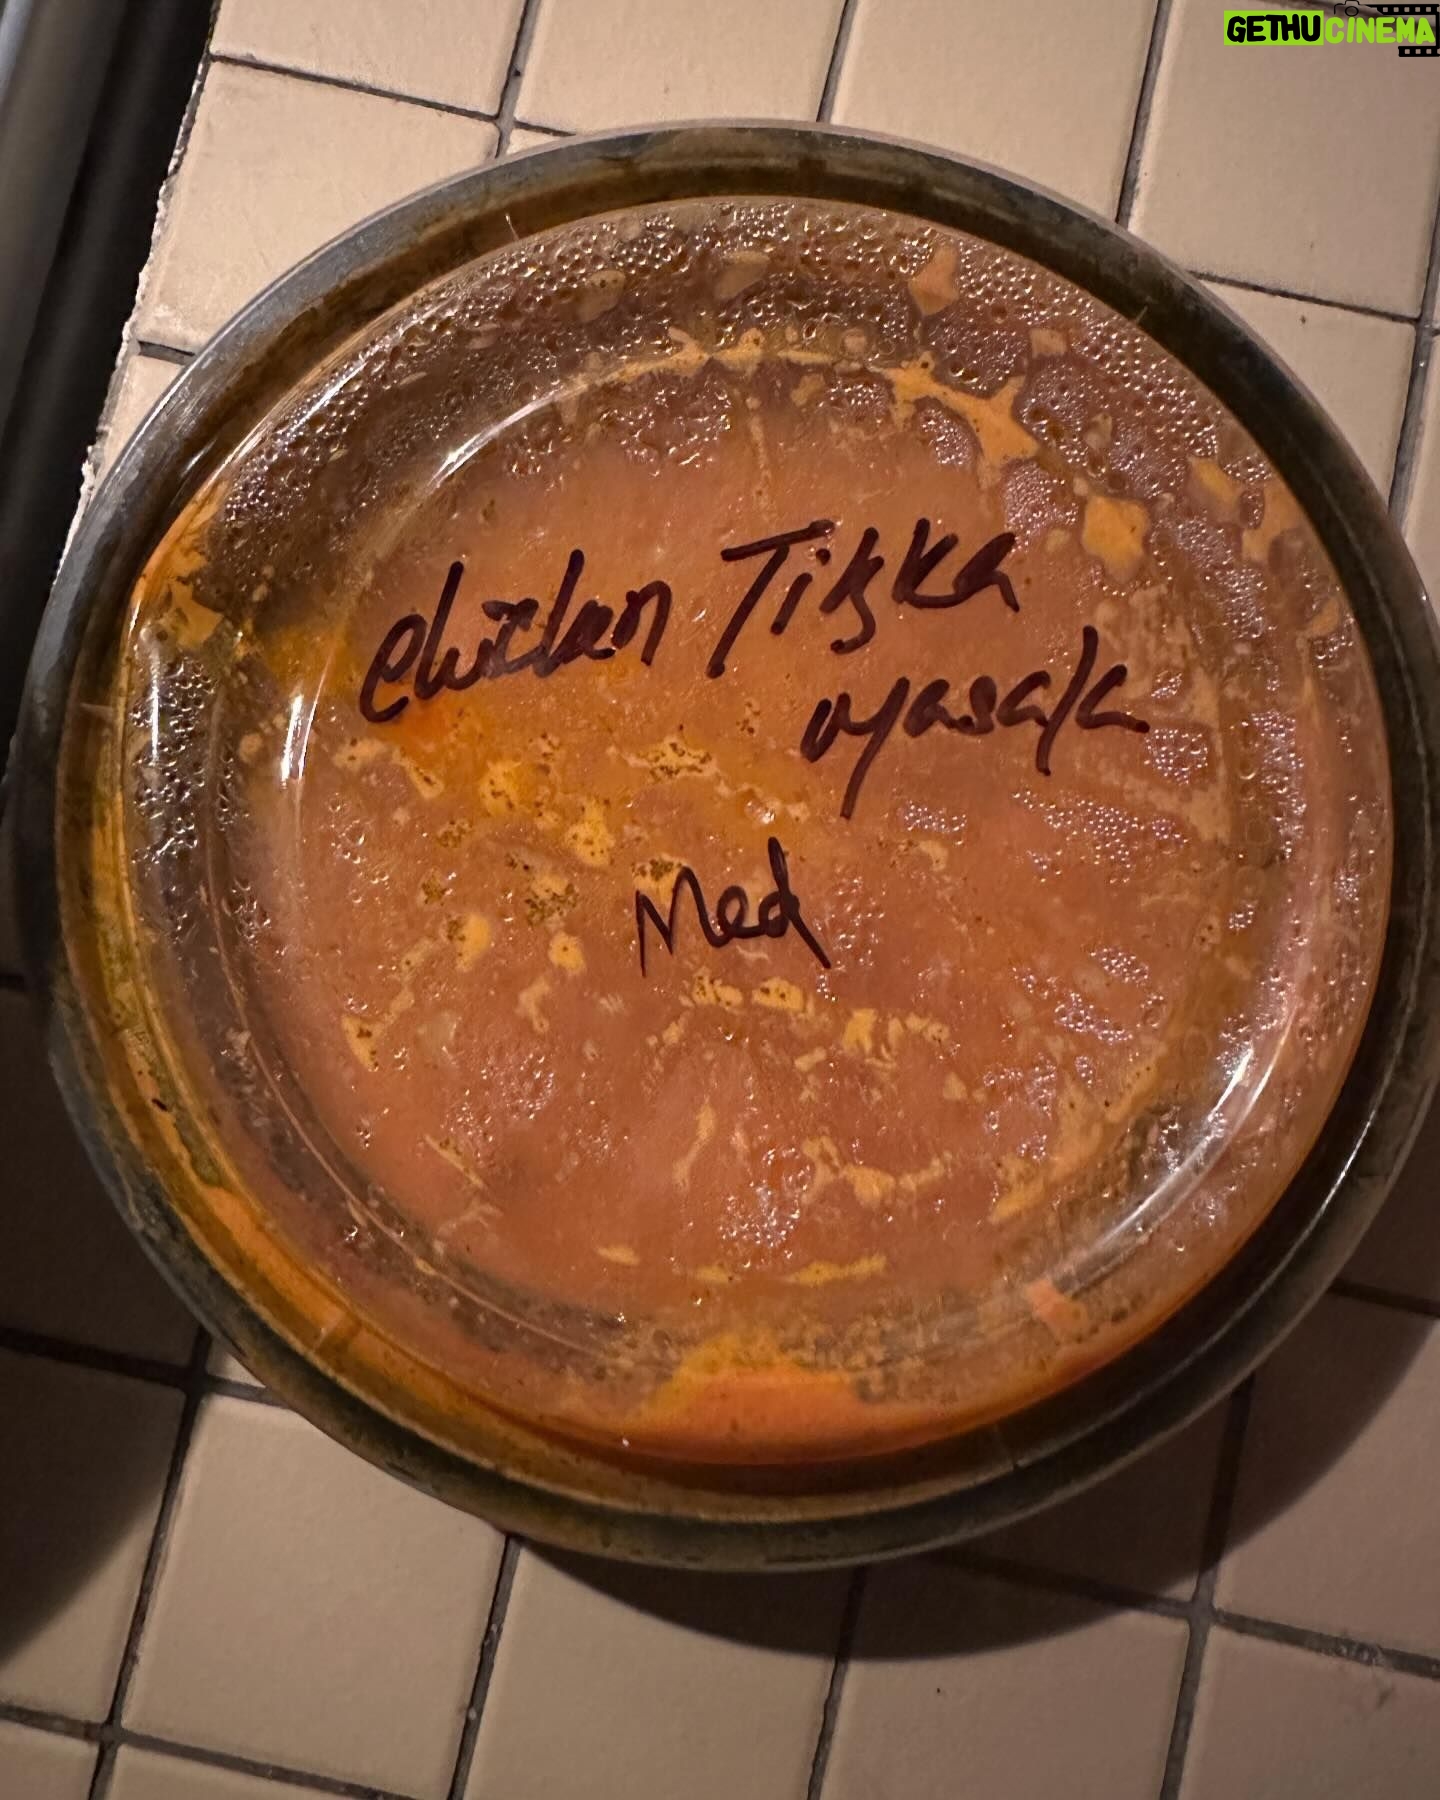 GETHUCINEMA
Chicken Tikka
Masala
Med